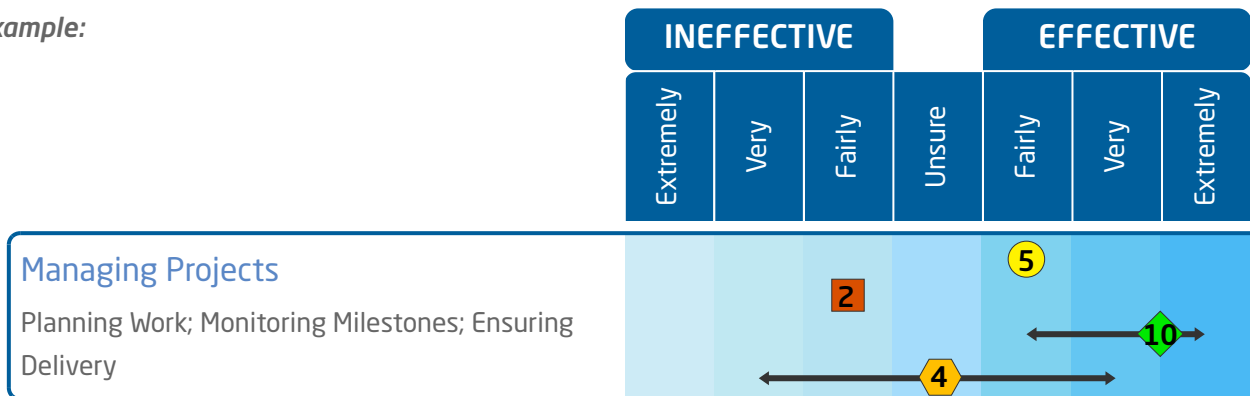 xample:
INEFFECTIVE EFFECTIVE
Extremely Very Fairly Unsure Fairly Very Extremely
Managing Projects
5
2
Planning Work; Monitoring Milestones; Ensuring
10
Delivery
4